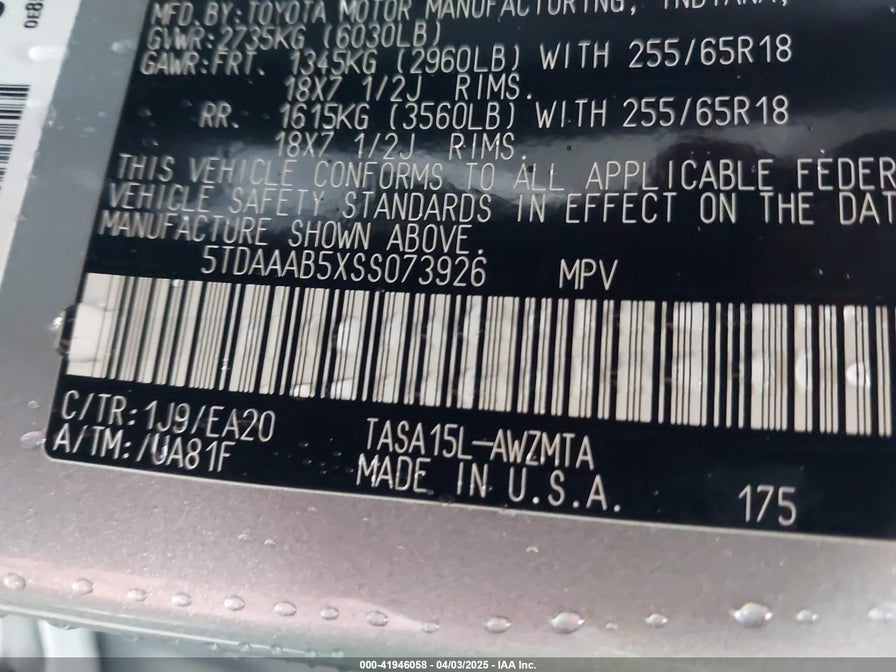 MFD.BY:TOYOTA MOTOR MANUFACTURING, INDIANA,
GVWR:2735KG (6030LB)
GAWR:FRT. 1345KG (2960LB) WITH 255/65R18
18X7 1/2J RIMS.
RR. 1615KG (3560LB) WITH 255/65R18
18X7 1/2J RIMS.
THIS VEHICLE CONFORMS TO ALL APPLICABLE FEDER
VEHICLE SAFETY STANDARDS IN EFFECT ON THE DAT
MANUFACTURE SHOWN ABOVE.
5TDAAAB5XSS073926 MPV
C/TR:1J9/EA20 TASA15L-AWZMTA
A/TM:/UA81F MADE IN U.S.A. 175
000-41946058 - 04/03/2025 - IAA Inc.